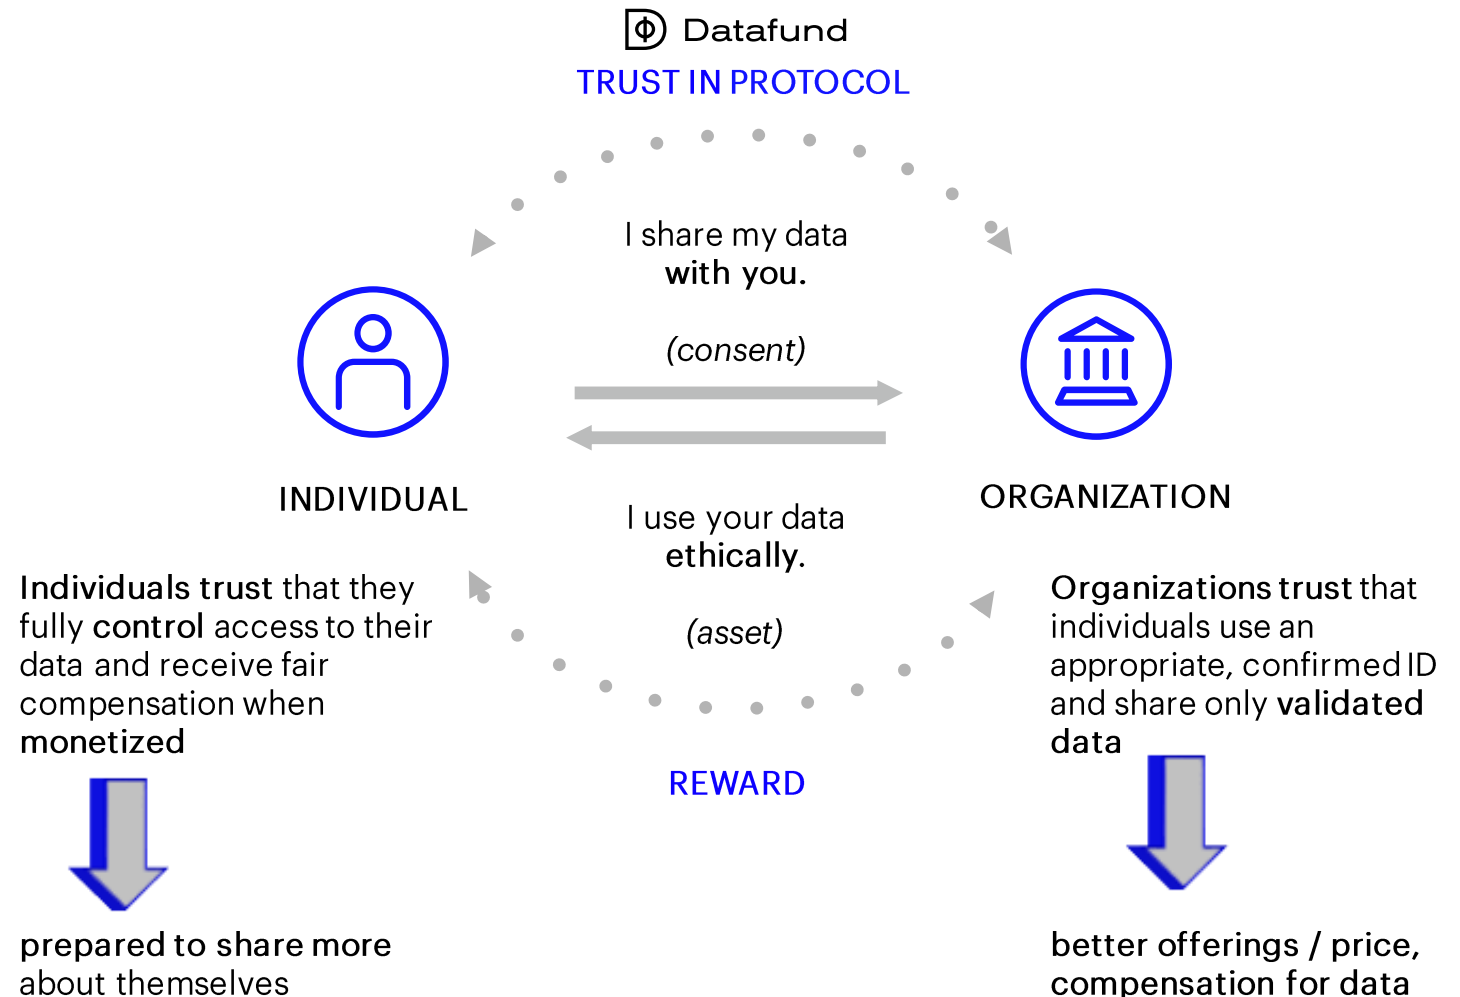 Datafund
TRUST IN PROTOCOL
I share my data
with you.
(consent)
INDIVIDUAL
ORGANIZATION
I use your data
ethically.
(asset)
Individuals trust that they
fully control access to their
data and receive fair
compensation when
monetized
Organizations trust that
individuals use an
appropriate, confirmed ID
and share only validated
data
REWARD
prepared to share more
about themselves
better offerings / price,
compensation for data